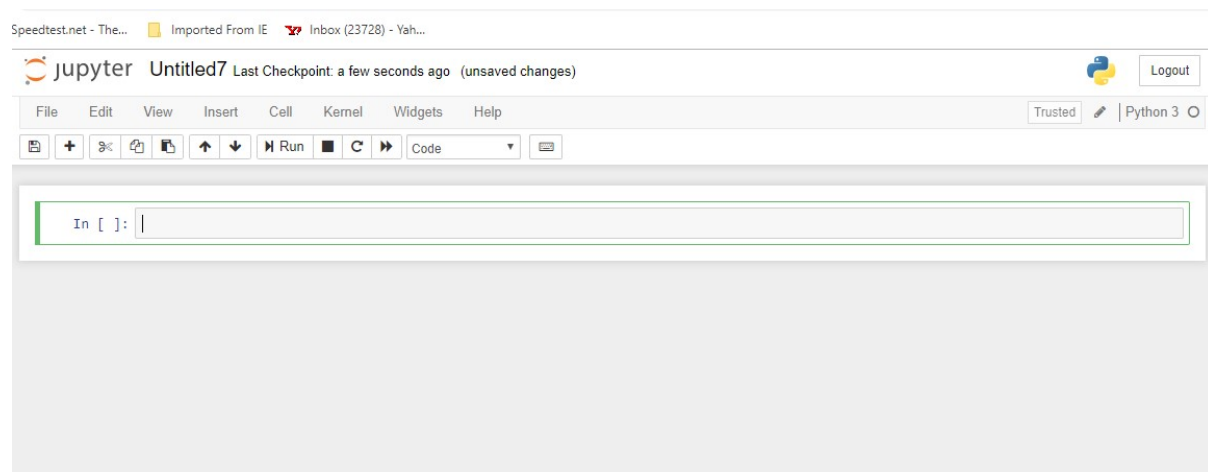 Speedtest.net - The... Imported From IE Inbox (23728) - Yah...
jupyter Untitled7 Last Checkpoint: a few seconds ago (unsaved changes) Logout
File Edit View Insert Cell Kernel Widgets Help Trusted Python 3
Run Code
In [ ]: